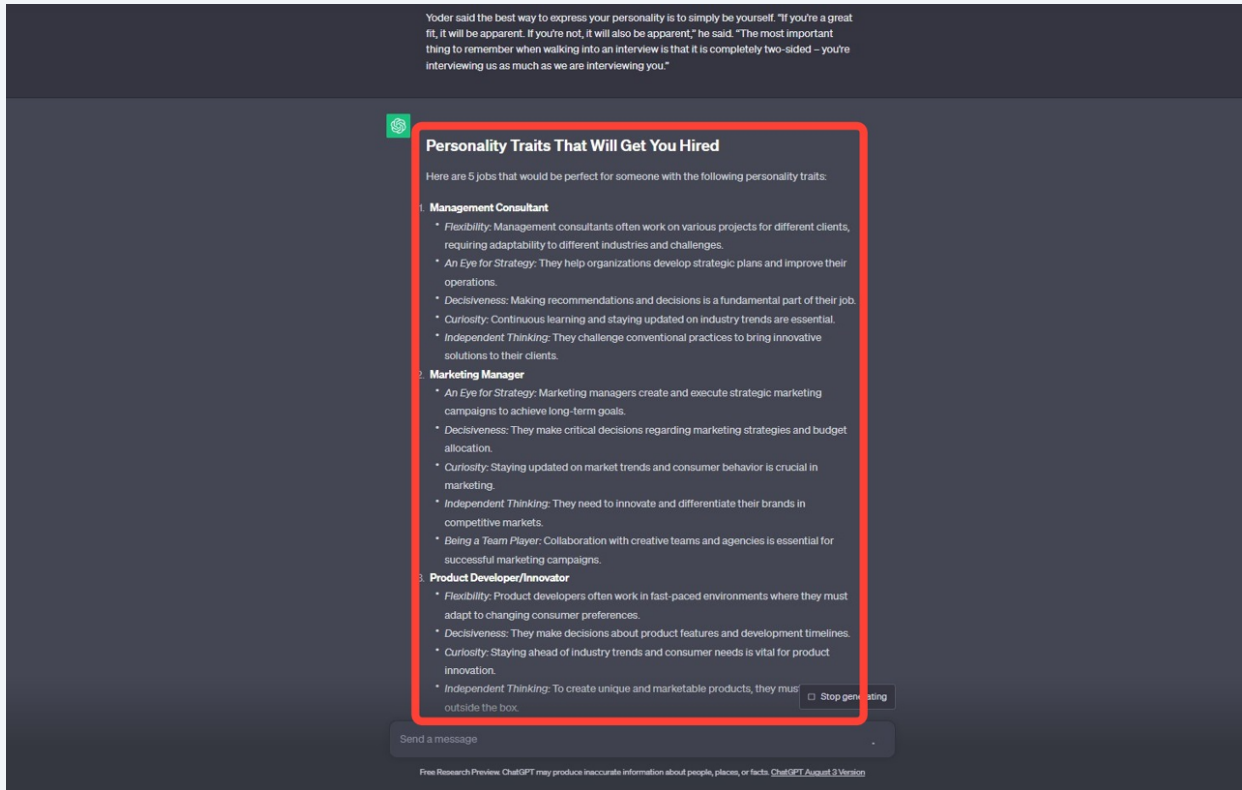 Yoder said the best way to express your personality is to simply be yourself. "If you're a great
fit, it will be apparent. If you're not, it will also be apparent," he said. "The most important
thing to remember when walking into an interview is that it is completely two-sided – you're
interviewing us as much as we are interviewing you."
Personality Traits That Will Get You Hired
Here are 5 jobs that would be perfect for someone with the following personality traits:
1. Management Consultant
• Flexibility: Management consultants often work on various projects for different clients,
requiring adaptability to different industries and challenges.
• An Eye for Strategy: They help organizations develop strategic plans and improve their
operations.
• Decisiveness: Making recommendations and decisions is a fundamental part of their job.
• Curiosity: Continuous learning and staying updated on industry trends are essential.
• Independent Thinking: They challenge conventional practices to bring innovative
solutions to their clients.
2. Marketing Manager
• An Eye for Strategy: Marketing managers create and execute strategic marketing
campaigns to achieve long-term goals.
• Decisiveness: They make critical decisions regarding marketing strategies and budget
allocation.
• Curiosity: Staying updated on market trends and consumer behavior is crucial in
marketing.
• Independent Thinking: They need to innovate and differentiate their brands in
competitive markets.
• Being a Team Player: Collaboration with creative teams and agencies is essential for
successful marketing campaigns.
3. Product Developer/Innovator
• Flexibility: Product developers often work in fast-paced environments where they must
adapt to changing consumer preferences.
• Decisiveness: They make decisions about product features and development timelines.
• Curiosity: Staying ahead of industry trends and consumer needs is vital for product
innovation.
• Independent Thinking: To create unique and marketable products, they must
outside the box.
Stop generating
Send a message
Free Research Preview. ChatGPT may produce inaccurate information about people, places, or facts. ChatGPT August 3 Version